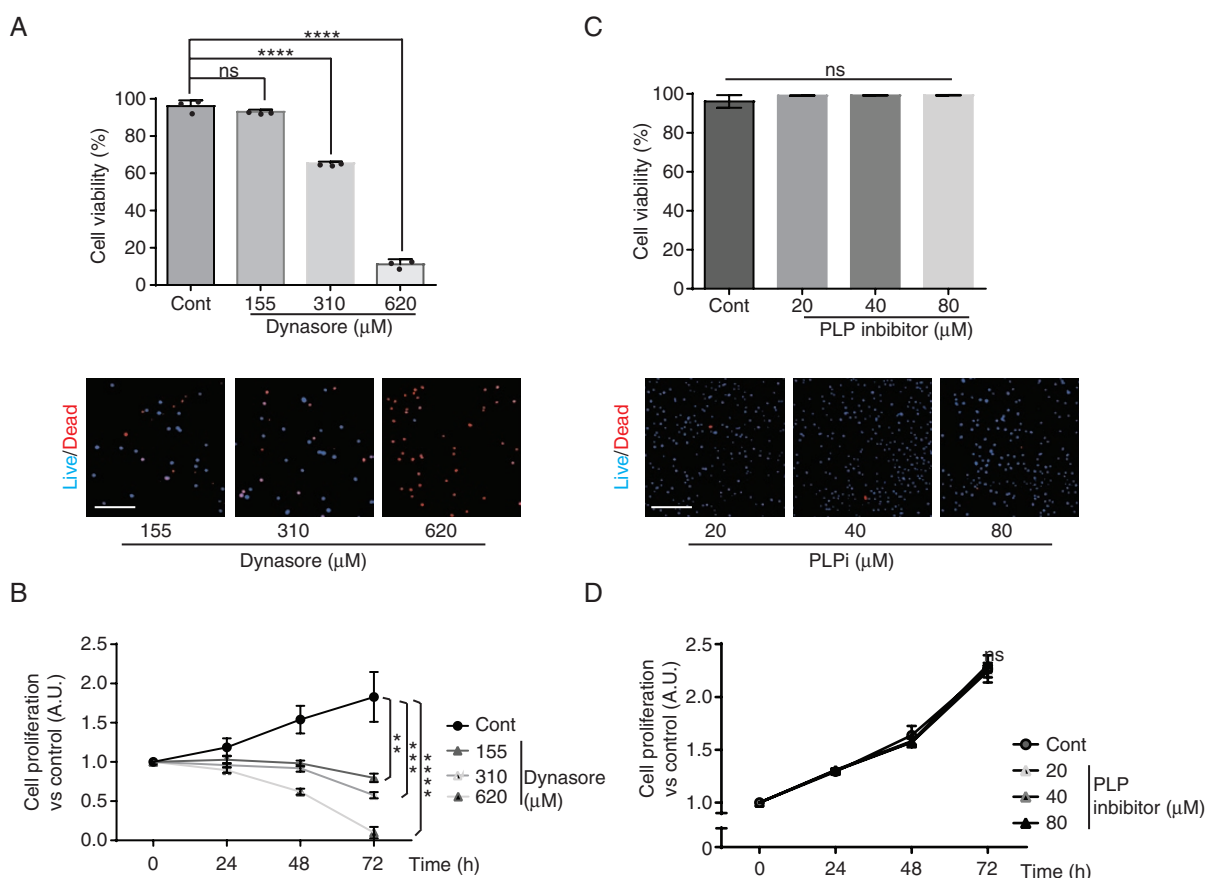 A
****
****
ns
100
80
60
40
20
0
Cell viability (%)
Cont 155 310 620
Dynasore (μM)
Live/Dead
155 310 620
Dynasore (μM)
B
2.5
2.0
1.5
1.0
0.5
0.0
Cell proliferation
vs control (A.U.)
0 24 48 72 Time (h)
**
***
****
Cont
155
310
620
Dynasore
(μM)
C
ns
100
80
60
40
20
0
Cell viability (%)
Cont 20 40 80
PLP inbibitor (μM)
Live/Dead
20 40 80
PLPi (μM)
D
2.5
2.0
1.5
1.0
0
Cell proliferation
vs control (A.U.)
ns
0 24 48 72 Time (h)
Cont
20
40
80
PLP
inbibitor (μM)